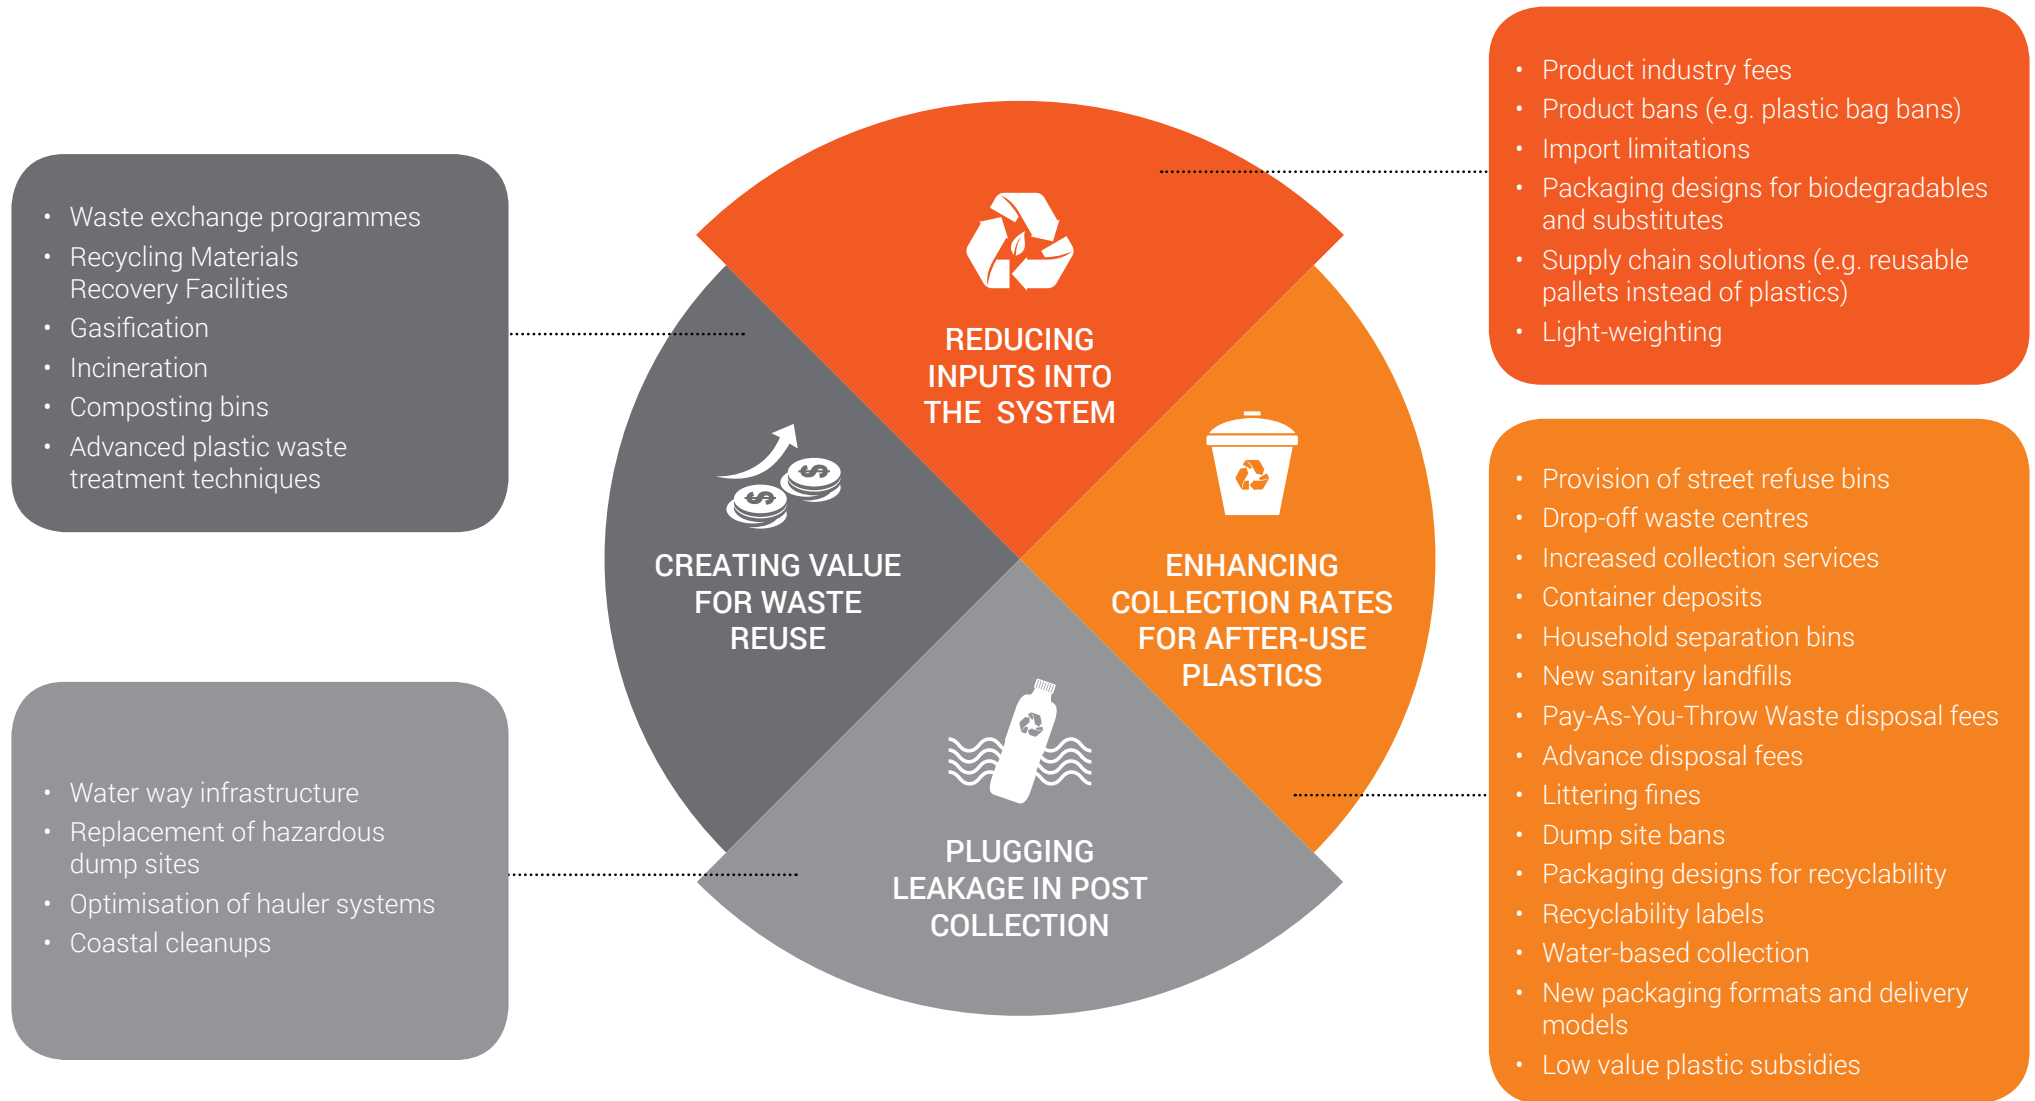 • Waste exchange programmes
• Recycling Materials
Recovery Facilities
• Gasification
• Incineration
• Composting bins
• Advanced plastic waste
treatment techniques
• Water way infrastructure
• Replacement of hazardous
dump sites
• Optimisation of hauler systems
• Coastal cleanups
REDUCING
INPUTS INTO
THE SYSTEM
CREATING VALUE
FOR WASTE
REUSE
ENHANCING
COLLECTION RATES
FOR AFTER-USE
PLASTICS
PLUGGING
LEAKAGE IN POST
COLLECTION
• Product industry fees
• Product bans (e.g. plastic bag bans)
• Import limitations
• Packaging designs for biodegradables
and substitutes
• Supply chain solutions (e.g. reusable
pallets instead of plastics)
• Light-weighting
• Provision of street refuse bins
• Drop-off waste centres
• Increased collection services
• Container deposits
• Household separation bins
• New sanitary landfills
• Pay-As-You-Throw Waste disposal fees
• Advance disposal fees
• Littering fines
• Dump site bans
• Packaging designs for recyclability
• Recyclability labels
• Water-based collection
• New packaging formats and delivery
models
• Low value plastic subsidies